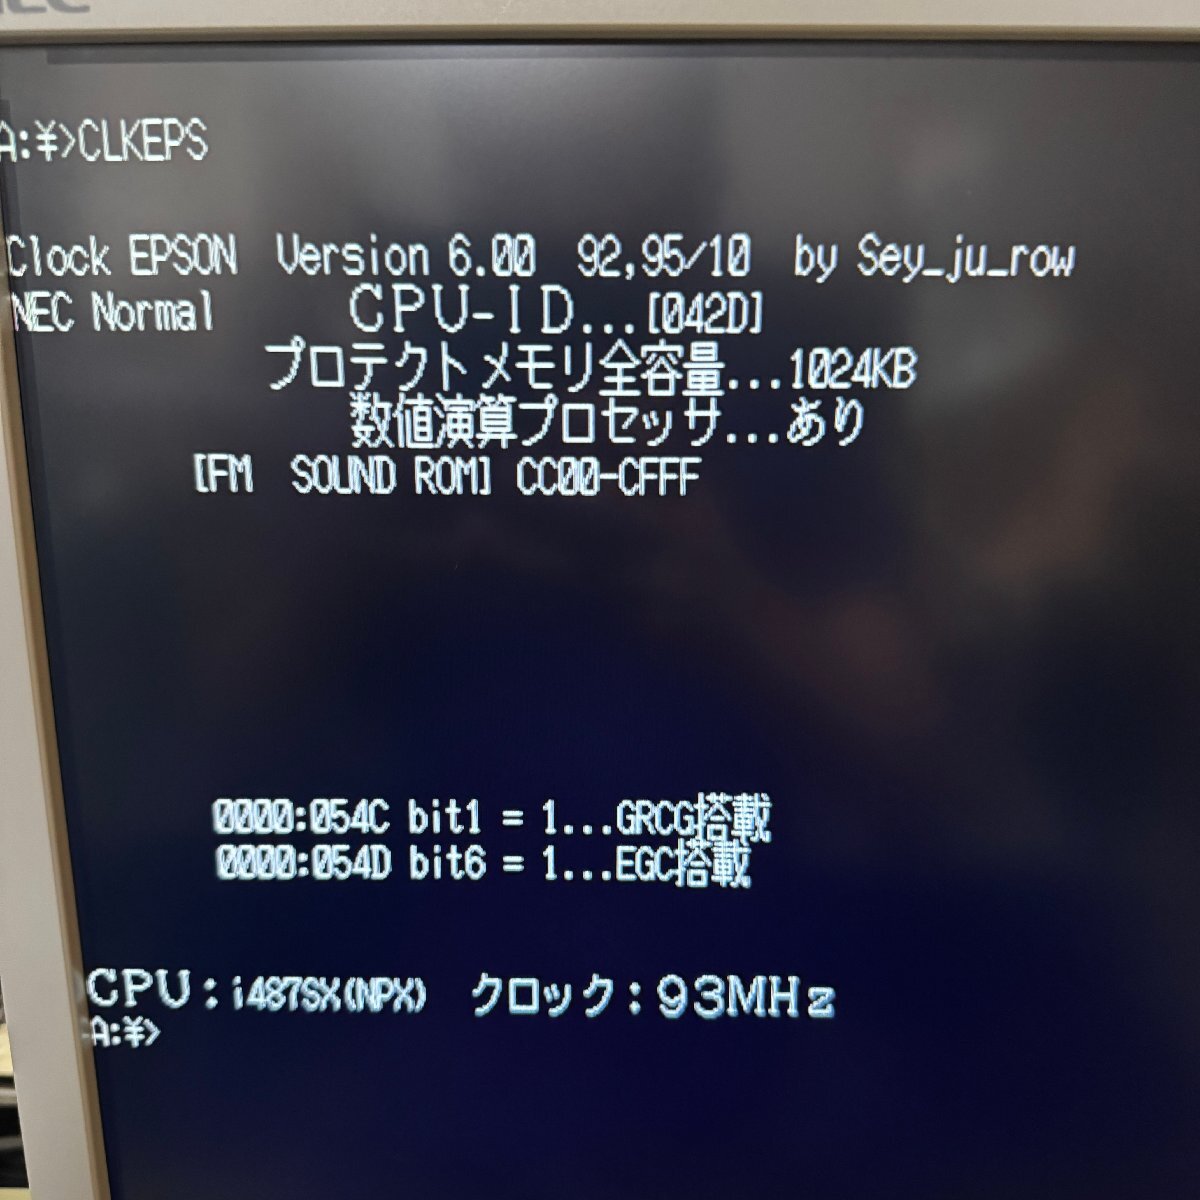 NEC
A:¥>CLKEPS
Clock EPSON Version 6.00 92,95/10 by Sey_ju_row
NEC Normal CPU-ID...[042D]
プロテクトメモリ全容量...1024KB
数値演算プロセッサ...あり
[FM SOUND ROM] CC00-CFFF
0000:054C bit1 = 1...GRCG搭載
0000:054D bit6 = 1...EGC搭載
CPU:i487SX(NPX) クロック:93MHz
A:¥>